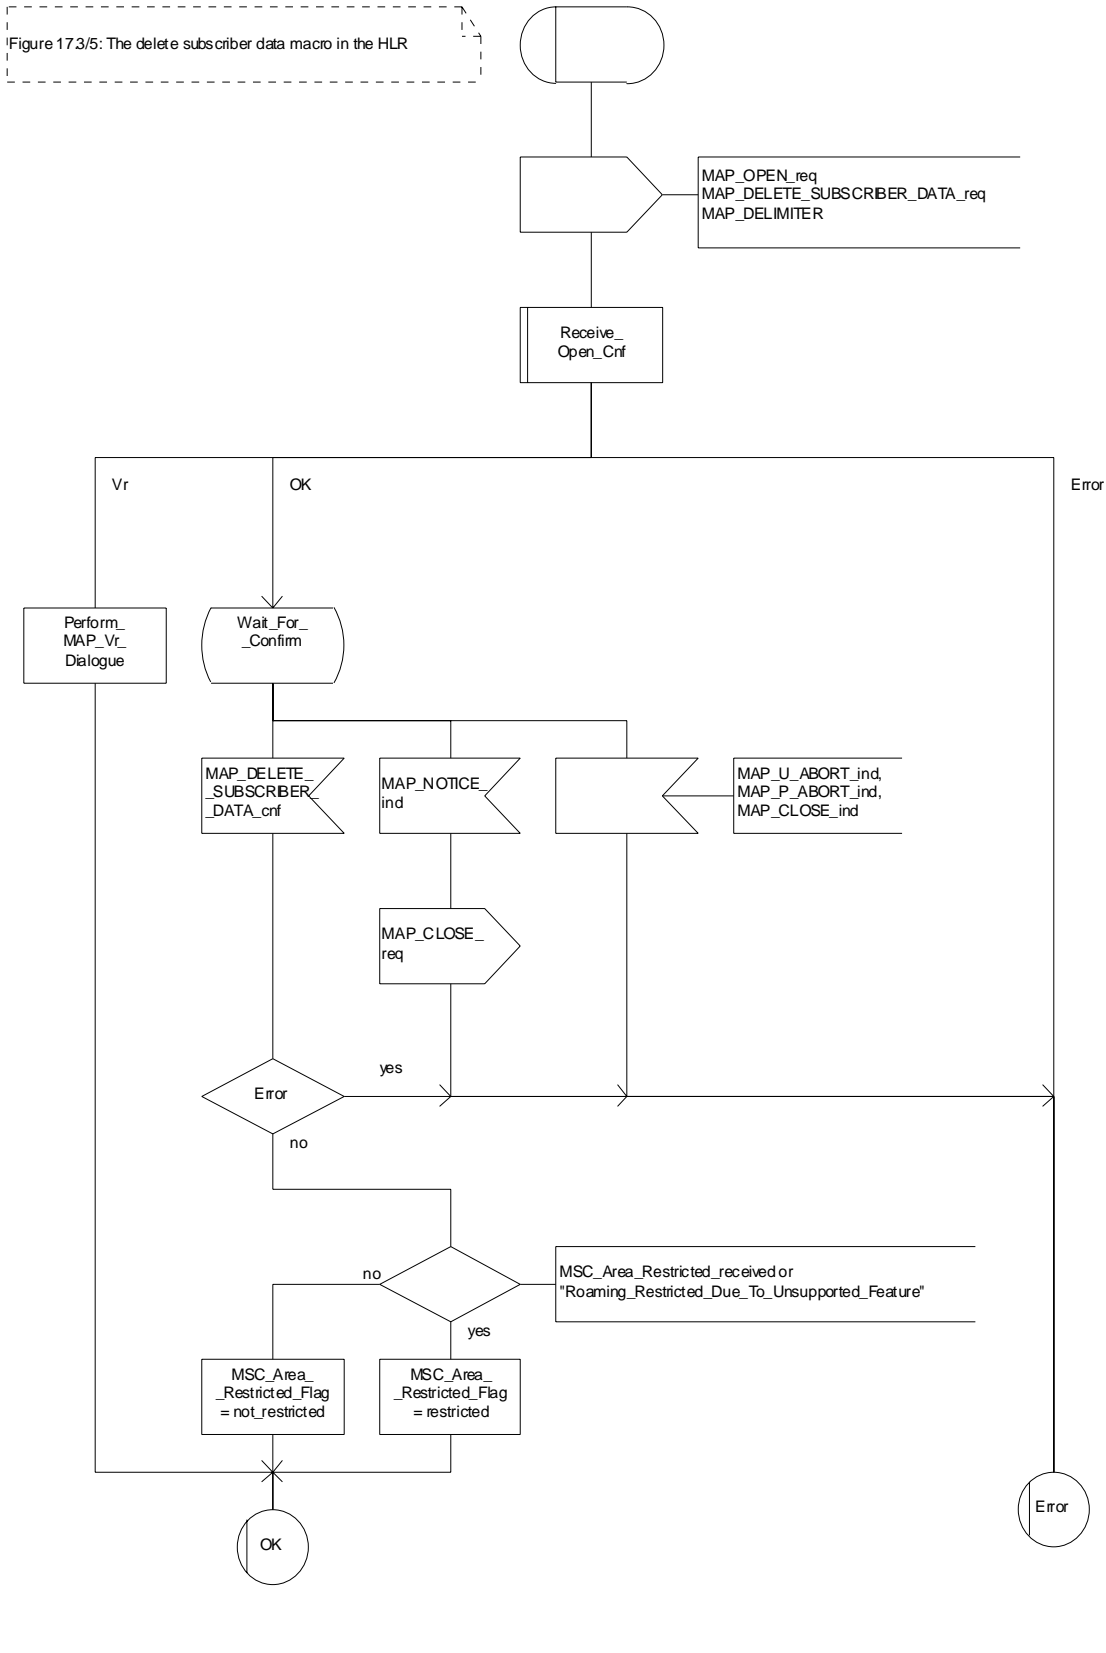 Figure 17.3/5: The delete subscriber data macro in the HLR
MAP_OPEN_req
MAP_DELETE_SUBSCRIBER_DATA_req
MAP_DELIMITER
Receive_
Open_Cnf
Vr
OK
Error
Perform_
MAP_Vr_
Dialogue
Wait_For_
_Confirm
MAP_DELETE_
_SUBSCRIBER_
_DATA_cnf
MAP_NOTICE_
ind
MAP_U_ABORT_ind,
MAP_P_ABORT_ind,
MAP_CLOSE_ind
MAP_CLOSE_
req
Error
yes
no
MSC_Area_Restricted_received or
"Roaming_Restricted_Due_To_Unsupported_Feature"
no
yes
MSC_Area_
_Restricted_Flag
= not_restricted
MSC_Area_
_Restricted_Flag
= restricted
OK
Error